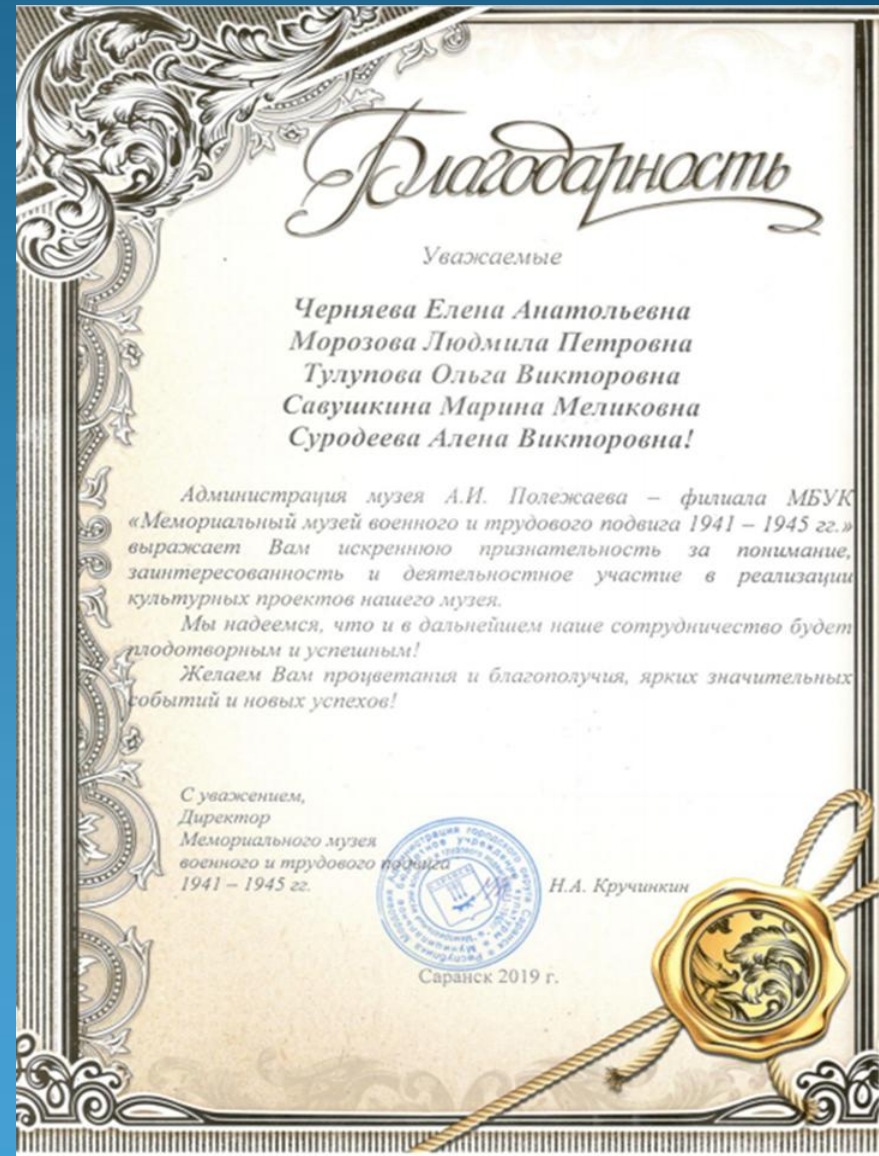 Благодарность
Уважаемые
Черняева Елена Анатольевна
Морозова Людмила Петровна
Тулупова Ольга Викторовна
Савушкина Марина Меликовна
Суродеева Алена Викторовна!
Администрация музея А.И. Полежаева – филиала МБУК
«Мемориальный музей военного и трудового подвига 1941 – 1945 гг.»
выражает Вам искреннюю признательность за понимание,
заинтересованность и деятельностное участие в реализации
культурных проектов нашего музея.
Мы надеемся, что и в дальнейшем наше сотрудничество будет
плодотворным и успешным!
Желаем Вам процветания и благополучия, ярких значительных
событий и новых успехов!
С уважением,
Директор
Мемориального музея
военного и трудового подвига
1941 – 1945 гг.
Н.А. Кручинкин
Саранск 2019 г.